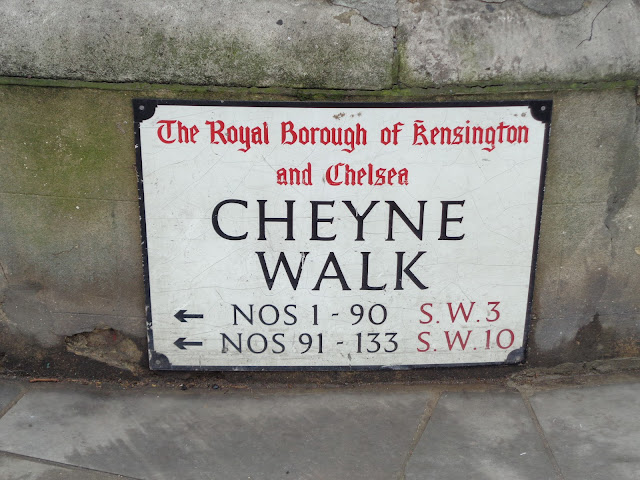 The Royal Borough of Kensington
and Chelsea
CHEYNE
WALK
← NOS 1 - 90 S.W.3
← NOS 91 - 133 S.W.10